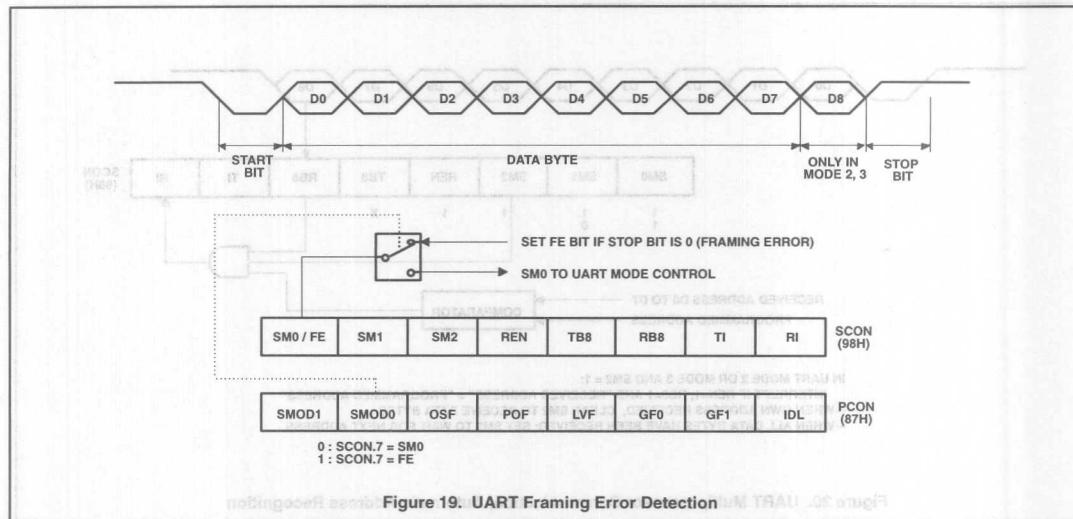 D0 D1 D2 D3 D4 D5 D6 D7 D8
START BIT
DATA BYTE
ONLY IN MODE 2, 3
STOP BIT
SET FE BIT IF STOP BIT IS 0 (FRAMING ERROR)
SM0 TO UART MODE CONTROL
SM0 / FE SM1 SM2 REN TB8 RB8 TI RI SCON (98H)
SMOD1 SMOD0 OSF POF LVF GF0 GF1 IDL PCON (87H)
0 : SCON.7 = SM0
1 : SCON.7 = FE
Figure 19. UART Framing Error Detection